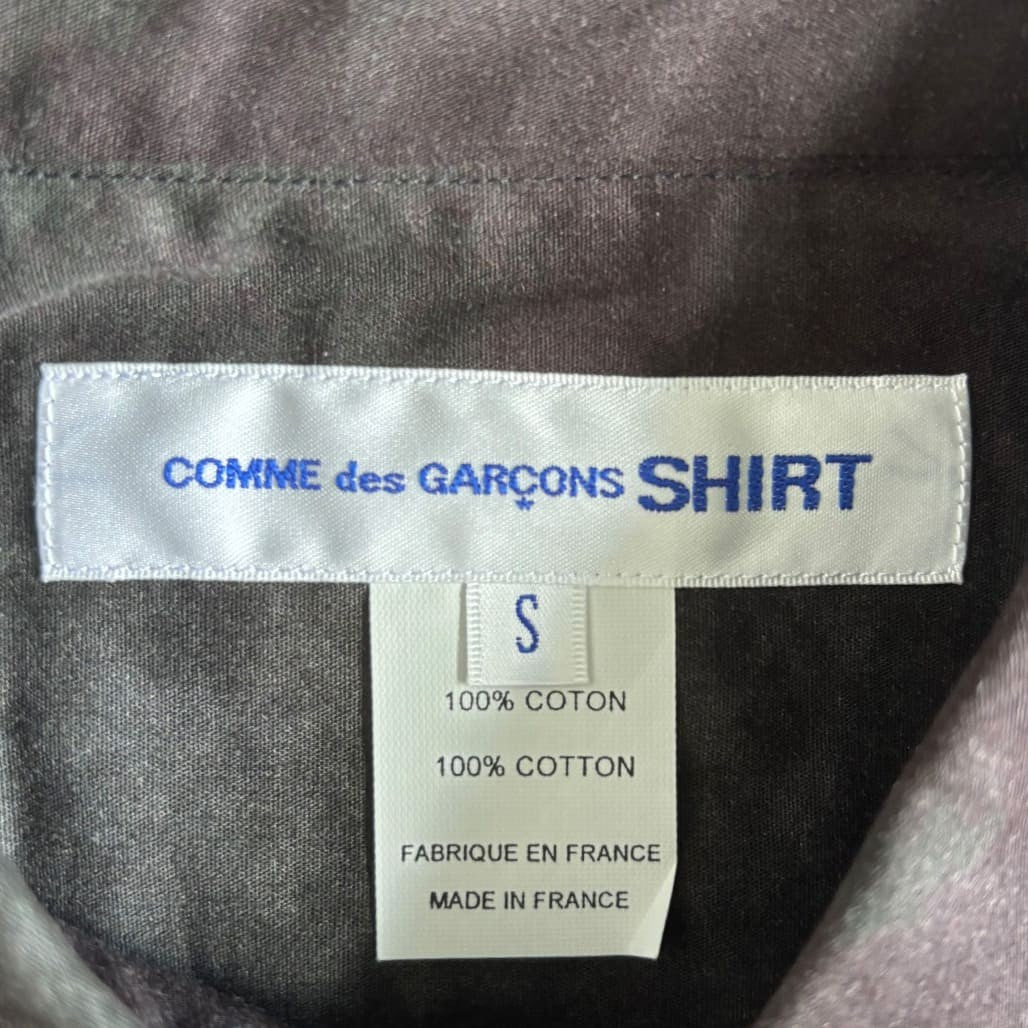 COMME des GARÇONS SHIRT
S
100% COTON
100% COTTON
FABRIQUE EN FRANCE
MADE IN FRANCE